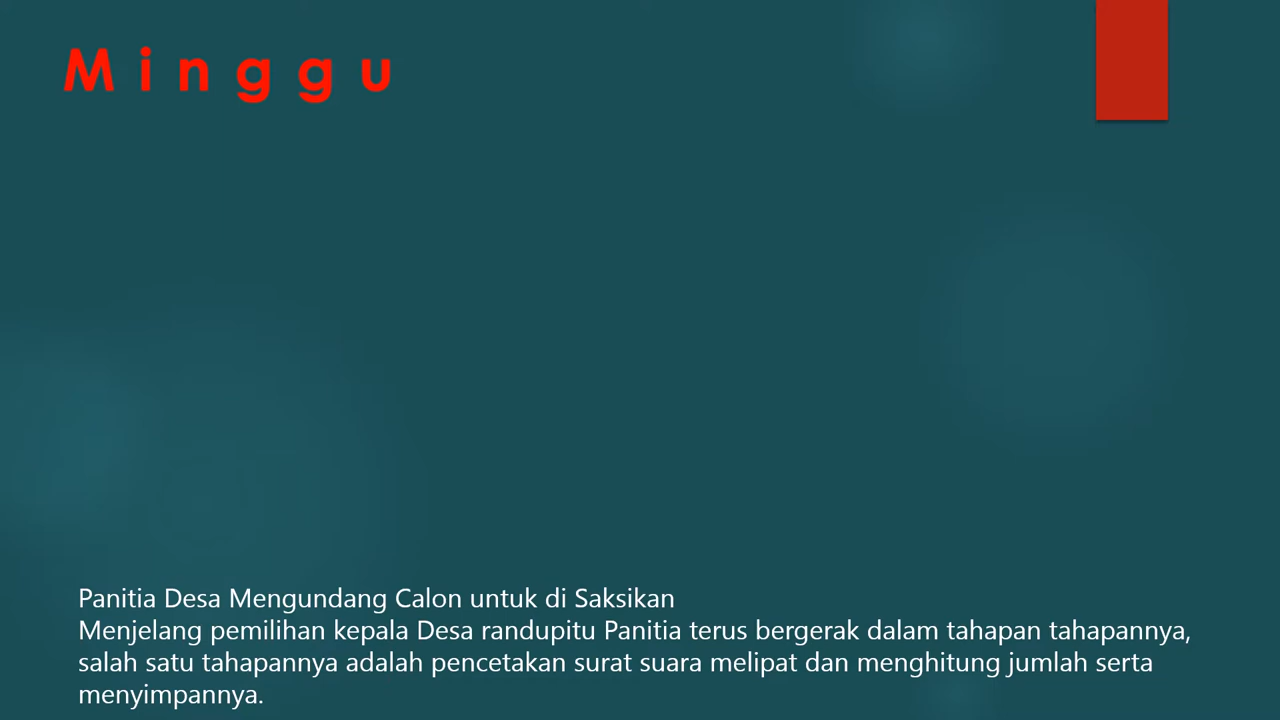 Minggu
Panitia Desa Mengundang Calon untuk di Saksikan
Menjelang pemilihan kepala Desa randupitu Panitia terus bergerak dalam tahapan tahapannya,
salah satu tahapannya adalah pencetakan surat suara melipat dan menghitung jumlah serta
menyimpannya.